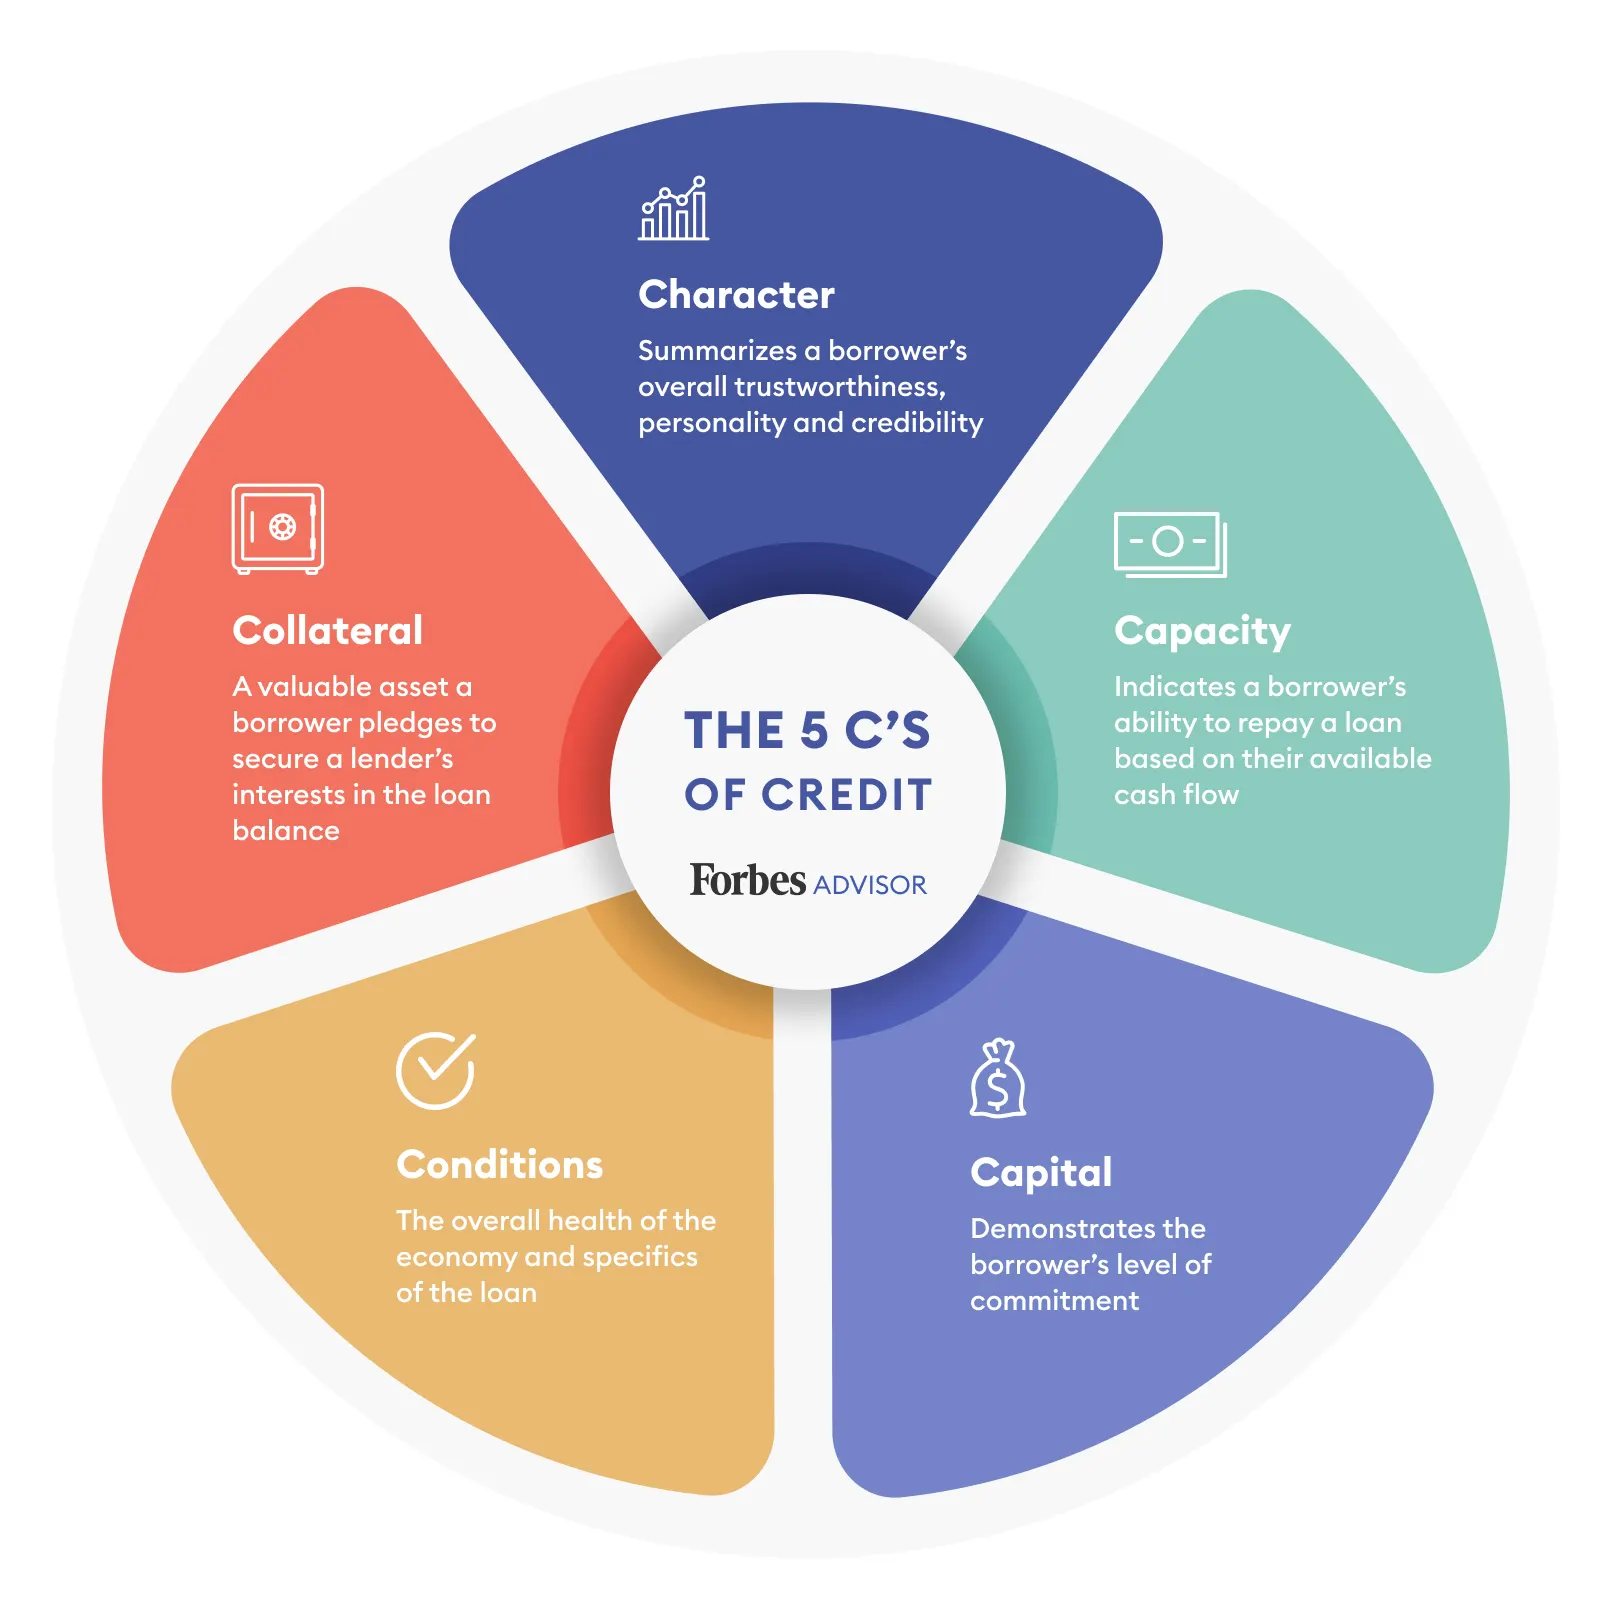 THE 5 C’S
OF CREDIT
Forbes ADVISOR
Character
Summarizes a borrower’s
overall trustworthiness,
personality and credibility
Capacity
Indicates a borrower’s
ability to repay a loan
based on their available
cash flow
Capital
Demonstrates the
borrower’s level of
commitment
Conditions
The overall health of the
economy and specifics
of the loan
Collateral
A valuable asset a
borrower pledges to
secure a lender’s
interests in the loan
balance
$